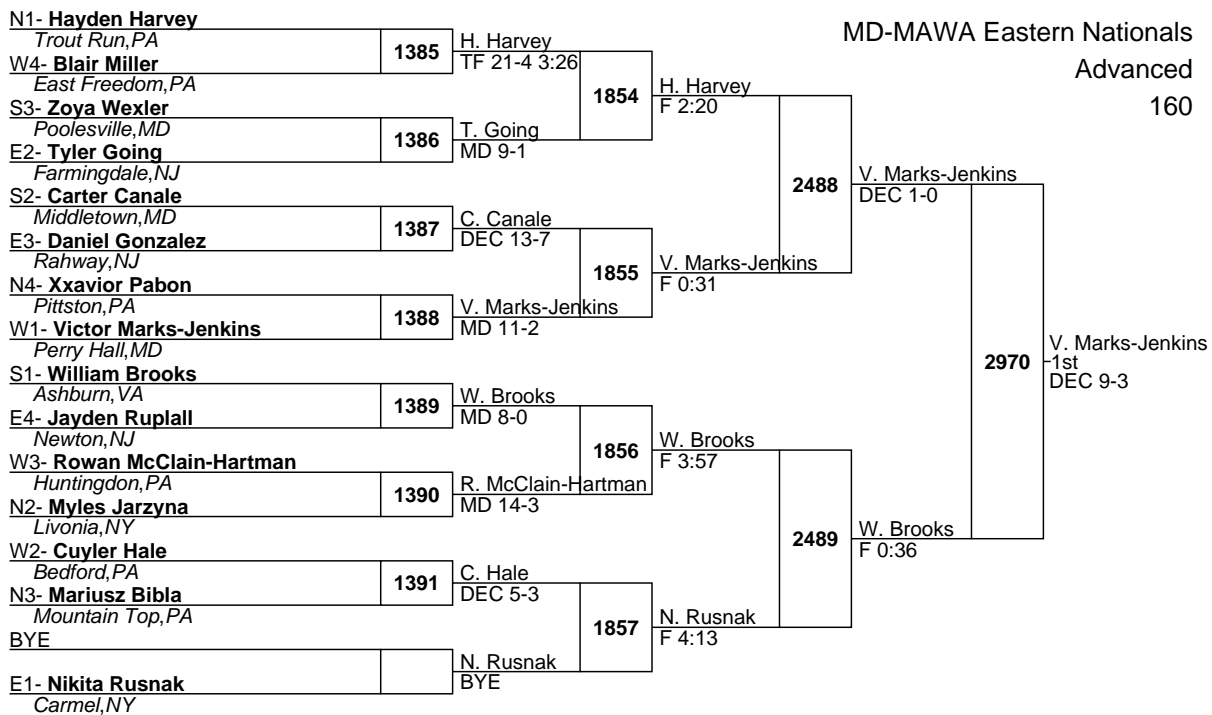 MD-MAWA Eastern Nationals
Advanced
160
N1- Hayden Harvey
Trout Run,PA
W4- Blair Miller
East Freedom,PA
S3- Zoya Wexler
Poolesville,MD
E2- Tyler Going
Farmingdale,NJ
S2- Carter Canale
Middletown,MD
E3- Daniel Gonzalez
Rahway,NJ
N4- Xxavior Pabon
Pittston,PA
W1- Victor Marks-Jenkins
Perry Hall,MD
S1- William Brooks
Ashburn,VA
E4- Jayden Ruplall
Newton,NJ
W3- Rowan McClain-Hartman
Huntingdon,PA
N2- Myles Jarzyna
Livonia,NY
W2- Cuyler Hale
Bedford,PA
N3- Mariusz Bibla
Mountain Top,PA
BYE
E1- Nikita Rusnak
Carmel,NY
1385
1386
1387
1388
1389
1390
1391
H. Harvey
TF 21-4 3:26
T. Going
MD 9-1
C. Canale
DEC 13-7
V. Marks-Jenkins
MD 11-2
W. Brooks
MD 8-0
R. McClain-Hartman
MD 14-3
C. Hale
DEC 5-3
N. Rusnak
BYE
1854
1855
1856
1857
H. Harvey
F 2:20
V. Marks-Jenkins
F 0:31
W. Brooks
F 3:57
N. Rusnak
F 4:13
2488
2489
V. Marks-Jenkins
DEC 1-0
W. Brooks
F 0:36
2970
V. Marks-Jenkins
1st
DEC 9-3